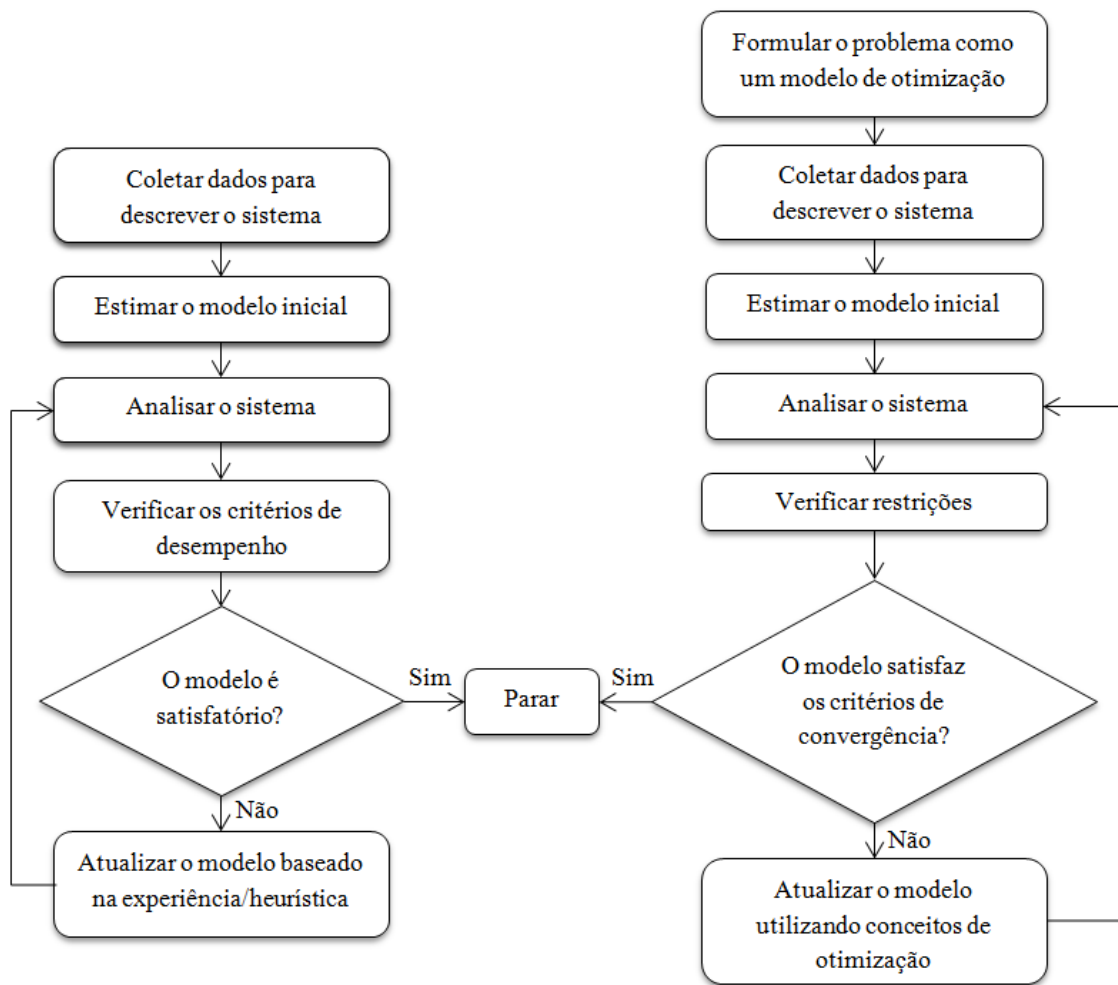 Coletar dados para
descrever o sistema
Estimar o modelo inicial
Analisar o sistema
Verificar os critérios de
desempenho
O modelo é
satisfatório?
Sim
Não
Atualizar o modelo baseado
na experiência/heurística
Parar
Formular o problema como
um modelo de otimização
Coletar dados para
descrever o sistema
Estimar o modelo inicial
Analisar o sistema
Verificar restrições
O modelo satisfaz
os critérios de
convergência?
Sim
Não
Atualizar o modelo
utilizando conceitos de
otimização